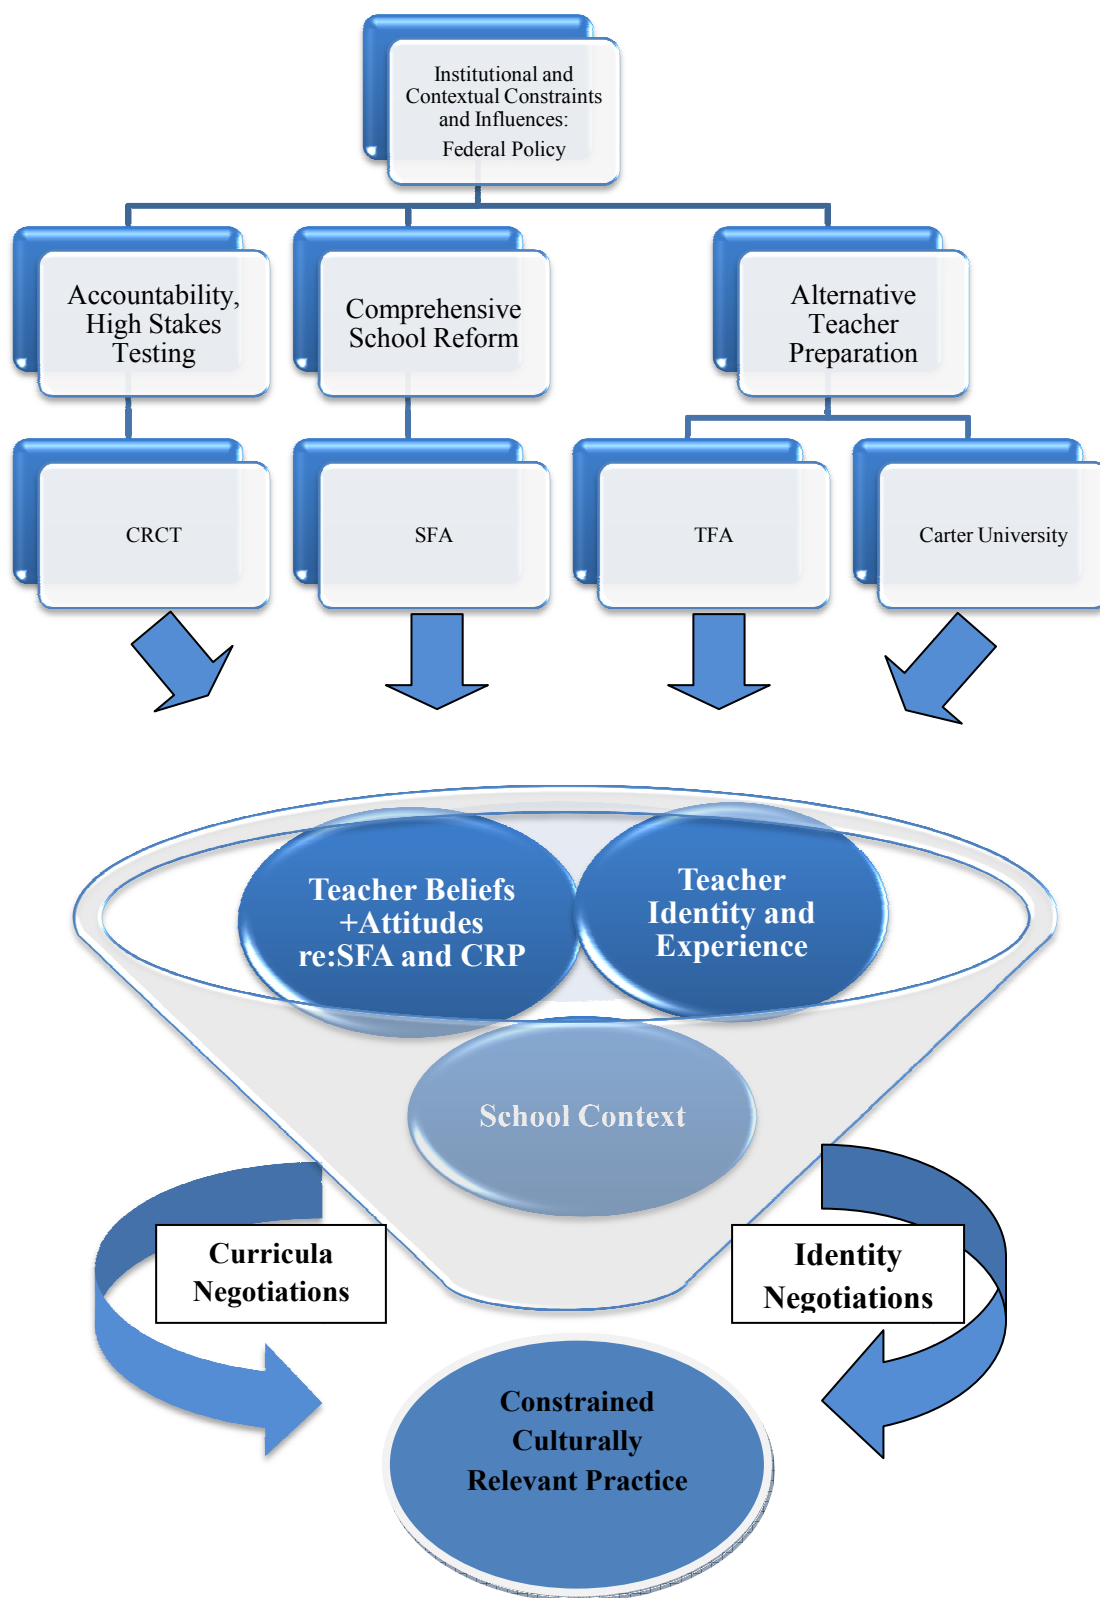 Institutional and
Contextual Constraints
and Influences:
Federal Policy
Accountability,
High Stakes
Testing
Comprehensive
School Reform
Alternative
Teacher
Preparation
CRCT
SFA
TFA
Carter University
Teacher Beliefs
+Attitudes
re:SFA and CRP
Teacher
Identity and
Experience
School Context
Curricula
Negotiations
Identity
Negotiations
Constrained
Culturally
Relevant Practice